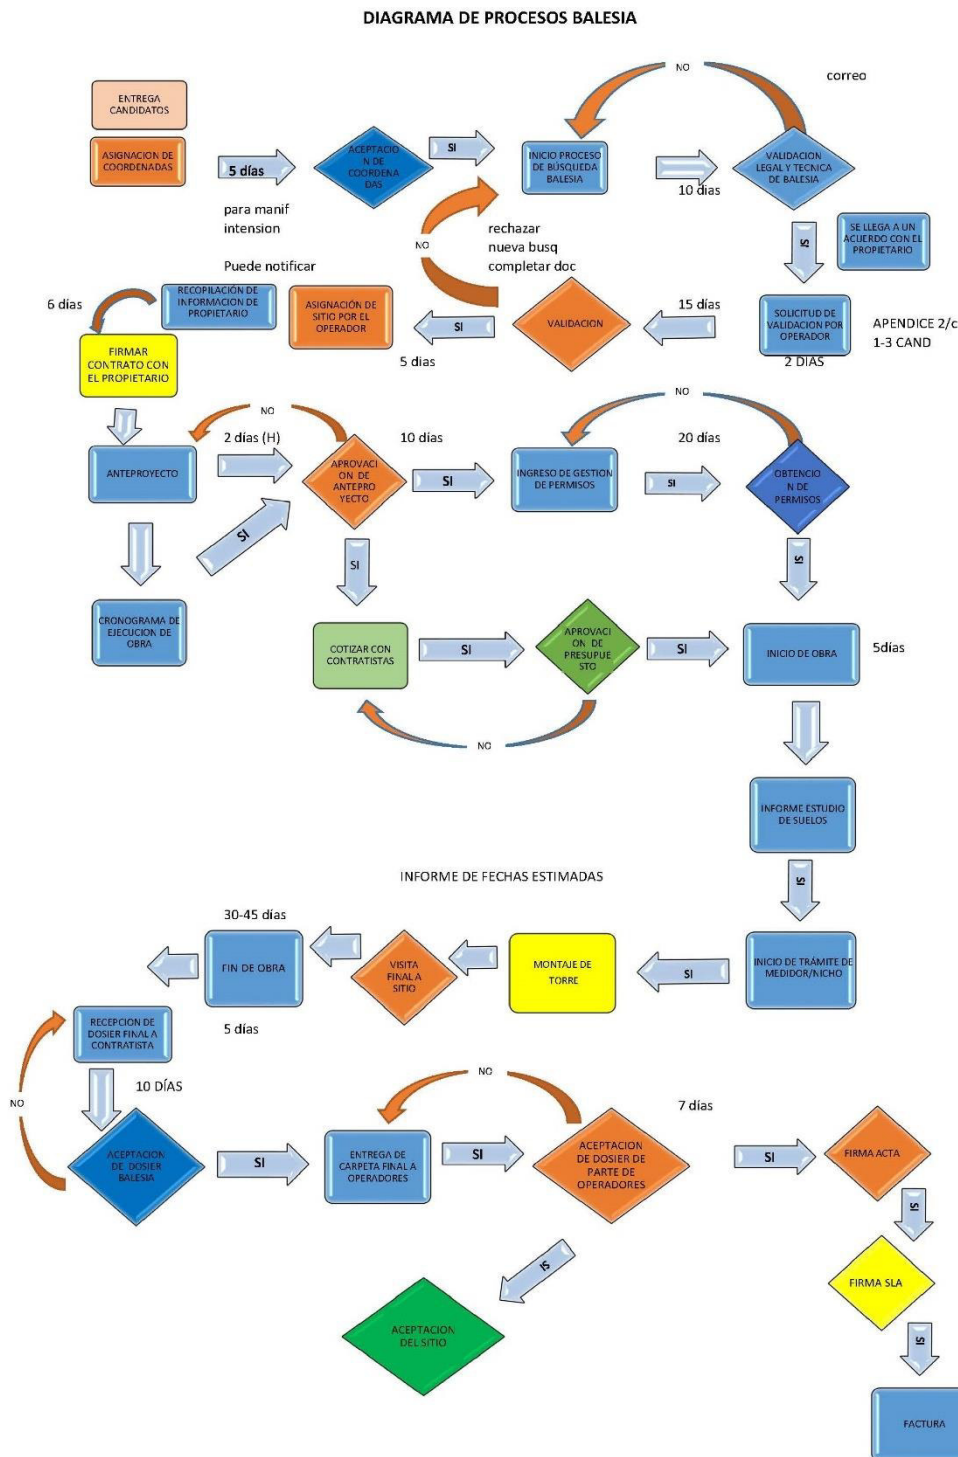 DIAGRAMA DE PROCESOS BALESIA
NO
correo
ENTREGA
CANDIDATOS
ASIGNACION DE
COORDENADAS
5 días
ACEPTACIO
N DE
COORDENA
DAS
SI
INICIO PROCESO
DE BÚSQUEDA
BALESIA
10 dias
VALIDACION
LEGAL Y TECNICA
DE BALESIA
para manif
intension
SI
SE LLEGA A UN
ACUERDO CON EL
PROPIETARIO
NO
rechazar
nueva busq
completar doc
Puede notificar
6 días
RECOPILACIÓN DE
INFORMACION DE
PROPIETARIO
ASIGNACIÓN DE
SITIO POR EL
OPERADOR
SI
5 dias
VALIDACION
15 días
SOLICITUD DE
VALIDACION POR
OPERADOR
2 DIAS
APENDICE 2/c
1-3 CAND
FIRMAR
CONTRATO CON
EL PROPIETARIO
NO
NO
ANTEPROYECTO
2 días (H)
APROVAC
ION DE
ANTEPRO
YECTO
10 días
SI
INGRESO DE GESTION
DE PERMISOS
20 días
SI
OBTENCIO
N DE
PERMISOS
SI
SI
SI
CRONOGRAMA DE
EJECUCION DE
OBRA
COTIZAR CON
CONTRATISTAS
SI
APROVAC
ION DE
PRESUPUE
STO
SI
INICIO DE OBRA
5días
NO
INFORME ESTUDIO
DE SUELOS
SI
INFORME DE FECHAS ESTIMADAS
30-45 días
FIN DE OBRA
VISITA
FINAL A
SITIO
MONTAJE DE
TORRE
SI
INICIO DE TRÁMITE DE
MEDIDOR/NICHO
5 días
RECEPCION DE
DOSIER FINAL A
CONTRATISTA
NO
10 DÍAS
NO
7 días
ACEPTACION
DE DOSIER
BALESIA
SI
ENTREGA DE
CARPETA FINAL A
OPERADORES
SI
ACEPTACION
DE DOSIER DE
PARTE DE
OPERADORES
SI
FIRMA ACTA
SI
SI
FIRMA SLA
ACEPTACION
DEL SITIO
SI
FACTURA